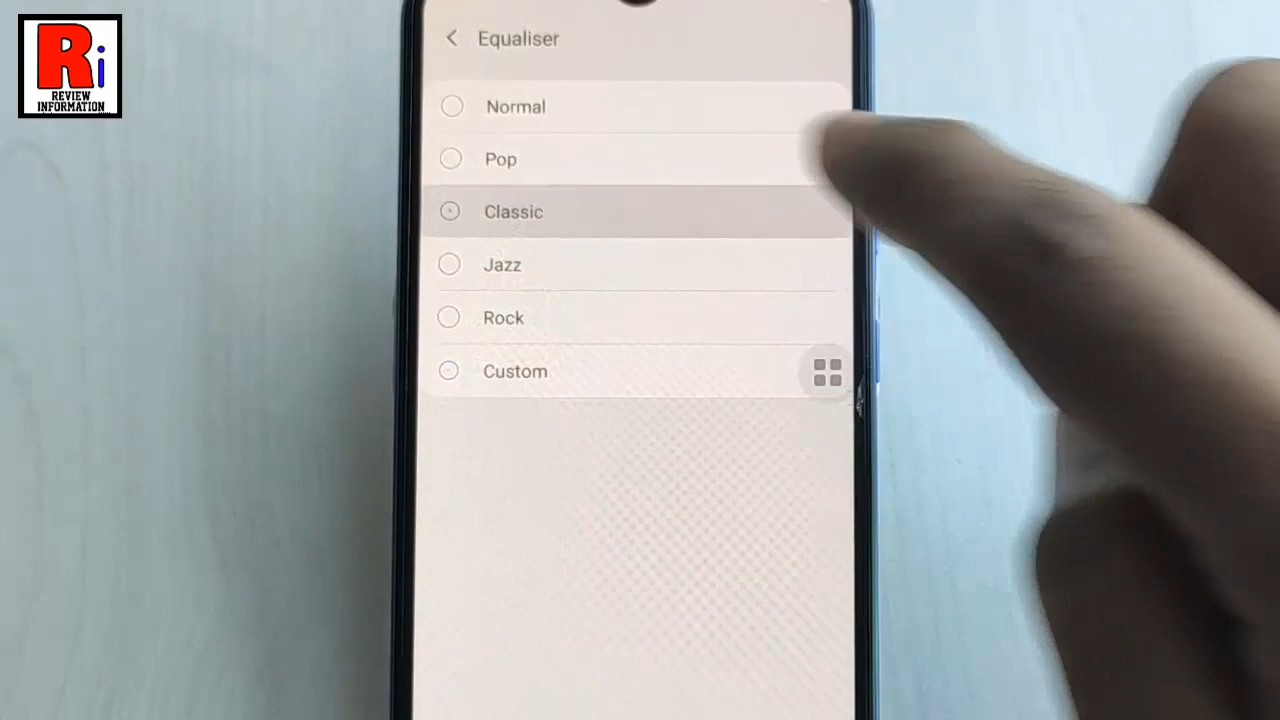 Ri
REVIEW
INFORMATION
Equaliser
Normal
Pop
Classic
Jazz
Rock
Custom